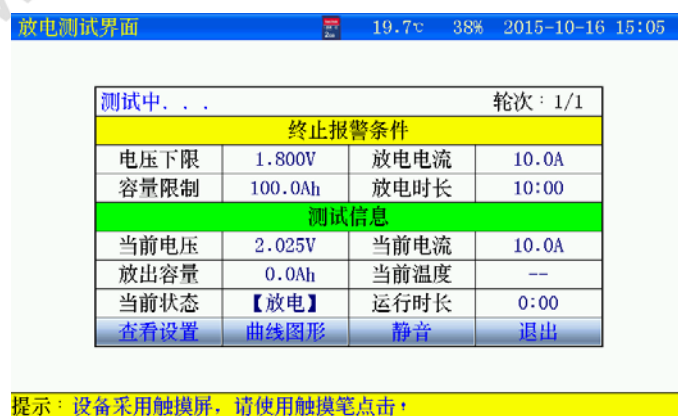 放电测试界面 19.7℃ 38% 2015-10-16 15:05
测试中... 轮次：1/1
终止报警条件
电压下限 1.800V 放电电流 10.0A
容量限制 100.0Ah 放电时长 10:00
测试信息
当前电压 2.025V 当前电流 10.0A
放出容量 0.0Ah 当前温度 --
当前状态 【放电】 运行时长 0:00
查看设置 曲线图形 静音 退出
提示：设备采用触摸屏，请使用触摸笔点击！